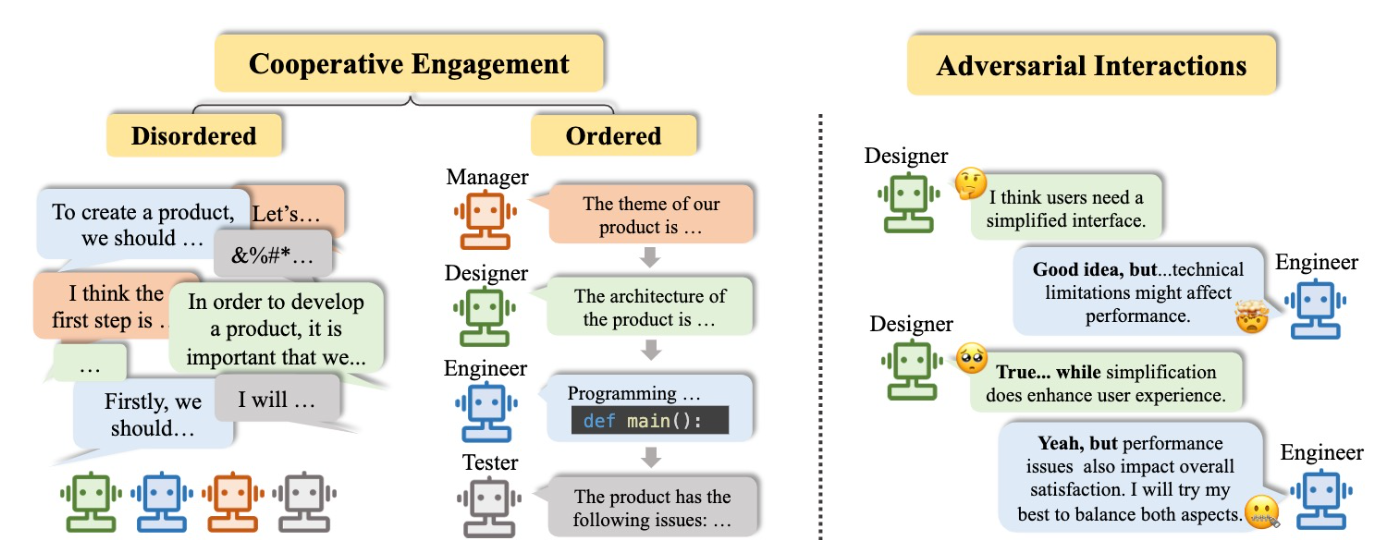 Cooperative Engagement
Disordered
To create a product,
we should …
Let's…
&%#*…
I think the
first step is .
In order to develop
a product, it is
important that we...
…
Firstly, we
should…
I will …
Ordered
Manager
The theme of our
product is …
Designer
The architecture of
the product is …
Engineer
Programming …
def main():
Tester
The product has the
following issues: …
Adversarial Interactions
Designer
I think users need a
simplified interface.
Engineer
Good idea, but...technical
limitations might affect
performance.
Designer
True... while simplification
does enhance user experience.
Engineer
Yeah, but performance
issues also impact overall
satisfaction. I will try my
best to balance both aspects.